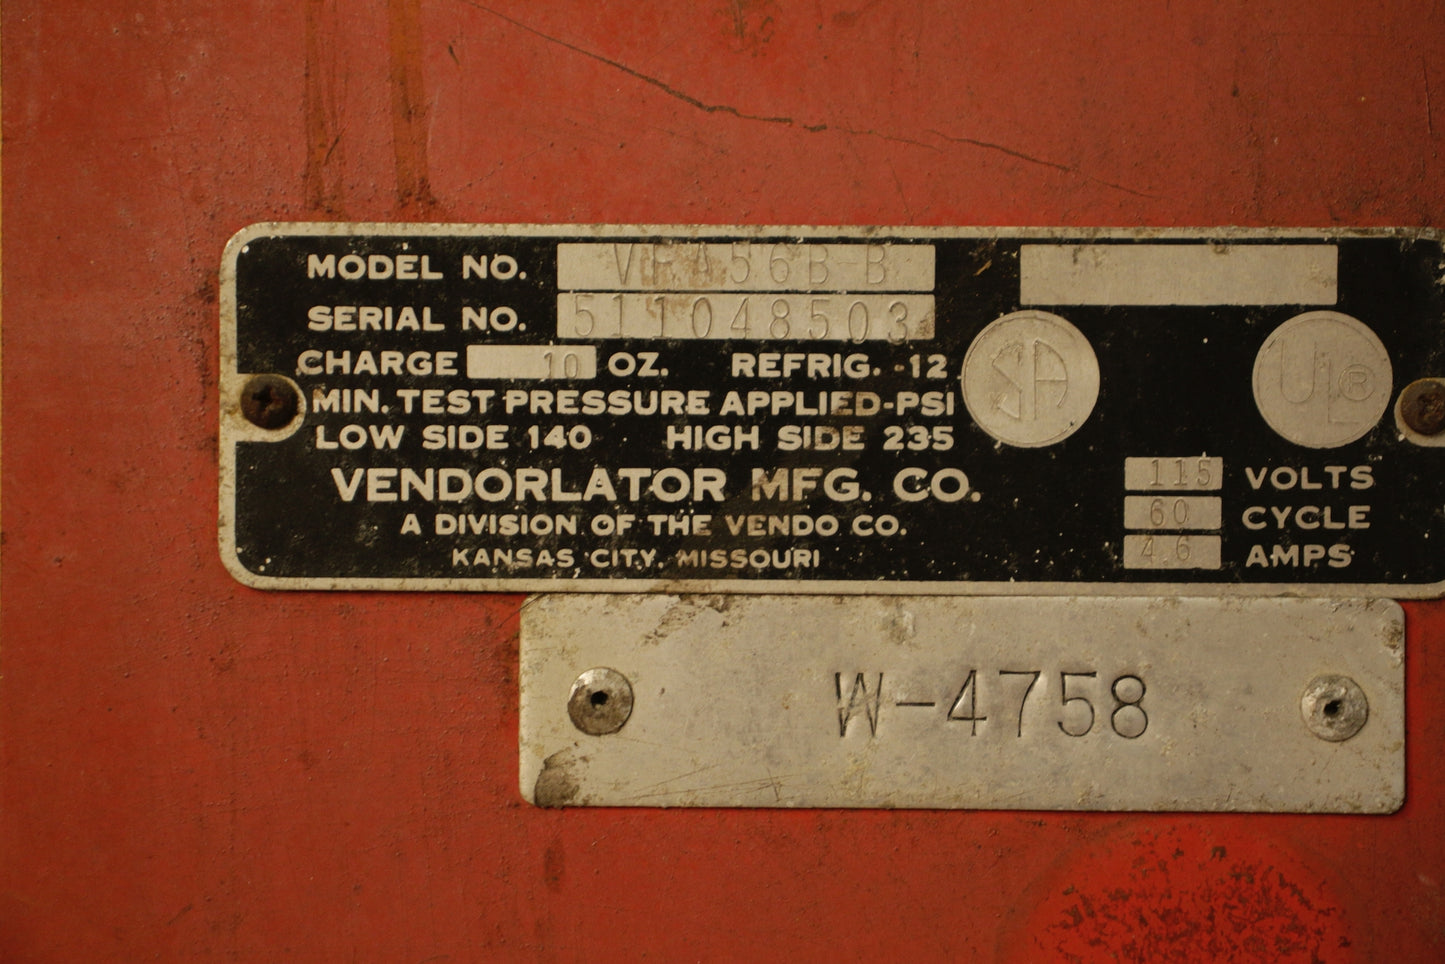 MODEL NO. VFA56B-B
SERIAL NO. 511048503
CHARGE 10 OZ. REFRIG. -12
MIN. TEST PRESSURE APPLIED-PSI
LOW SIDE 140 HIGH SIDE 235
SA
UL®
VENDORLATOR MFG. CO.
A DIVISION OF THE VENDO CO.
KANSAS CITY, MISSOURI
115 VOLTS
60 CYCLE
4.6 AMPS
W-4758